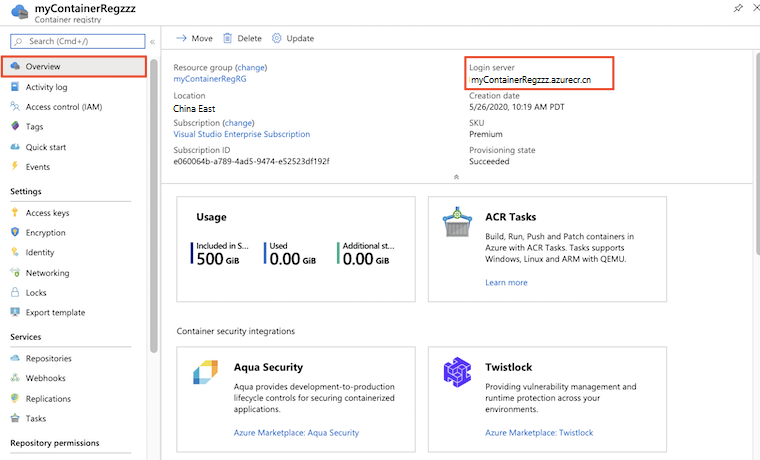 myContainerRegzzz
Container registry
Search (Cmd+/)
«
Overview
Activity log
Access control (IAM)
Tags
Quick start
Events
Settings
Access keys
Encryption
Identity
Networking
Locks
Export template
Services
Repositories
Webhooks
Replications
Tasks
Repository permissions
Move Delete Update
Resource group (change)
myContainerRegRG
Location
China East
Subscription (change)
Visual Studio Enterprise Subscription
Subscription ID
e060064b-a789-4ad5-9474-e52523df192f
Login server
myContainerRegzzz.azurecr.cn
Creation date
5/26/2020, 10:19 AM PDT
SKU
Premium
Provisioning state
Succeeded
Usage
Included in S... Used Additional st...
500 GiB 0.00 GiB 0.00 GiB
ACR Tasks
Build, Run, Push and Patch containers in
Azure with ACR Tasks. Tasks supports
Windows, Linux and ARM with QEMU.
Learn more
Container security integrations
Aqua Security
Aqua provides development-to-production
lifecycle controls for securing containerized
applications.
Azure Marketplace: Aqua Security
Twistlock
Providing vulnerability management and
runtime protection across your
environments.
Azure Marketplace: Twistlock